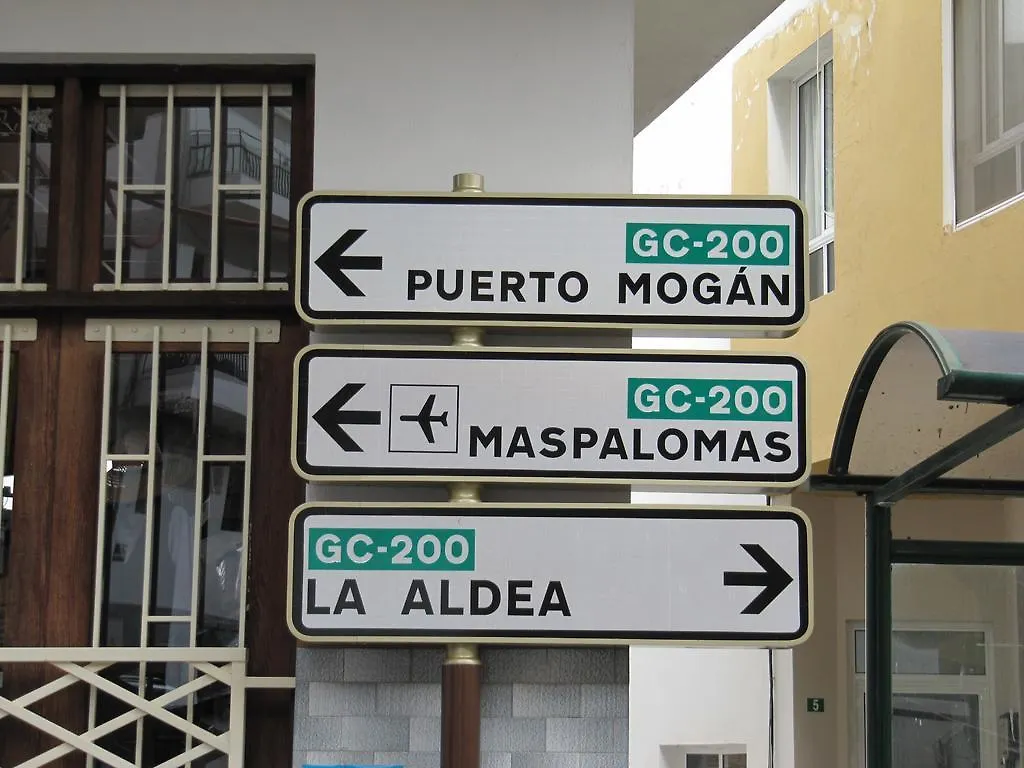 GC-200
PUERTO MOGÁN
GC-200
MASPALOMAS
GC-200
LA ALDEA
5